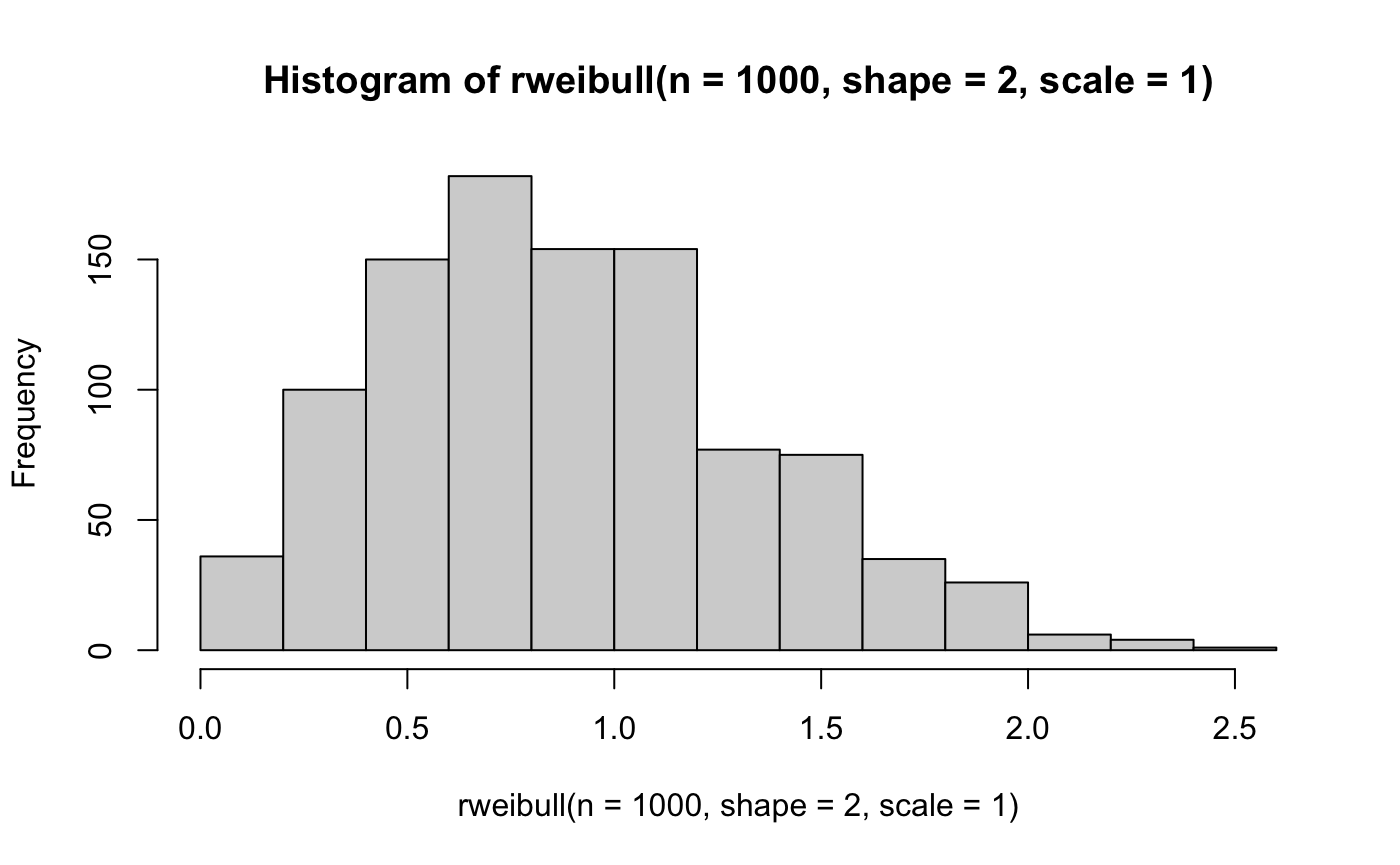 Histogram of rweibull(n = 1000, shape = 2, scale = 1)
Frequency
150
100
50
0
0.0 0.5 1.0 1.5 2.0 2.5
rweibull(n = 1000, shape = 2, scale = 1)